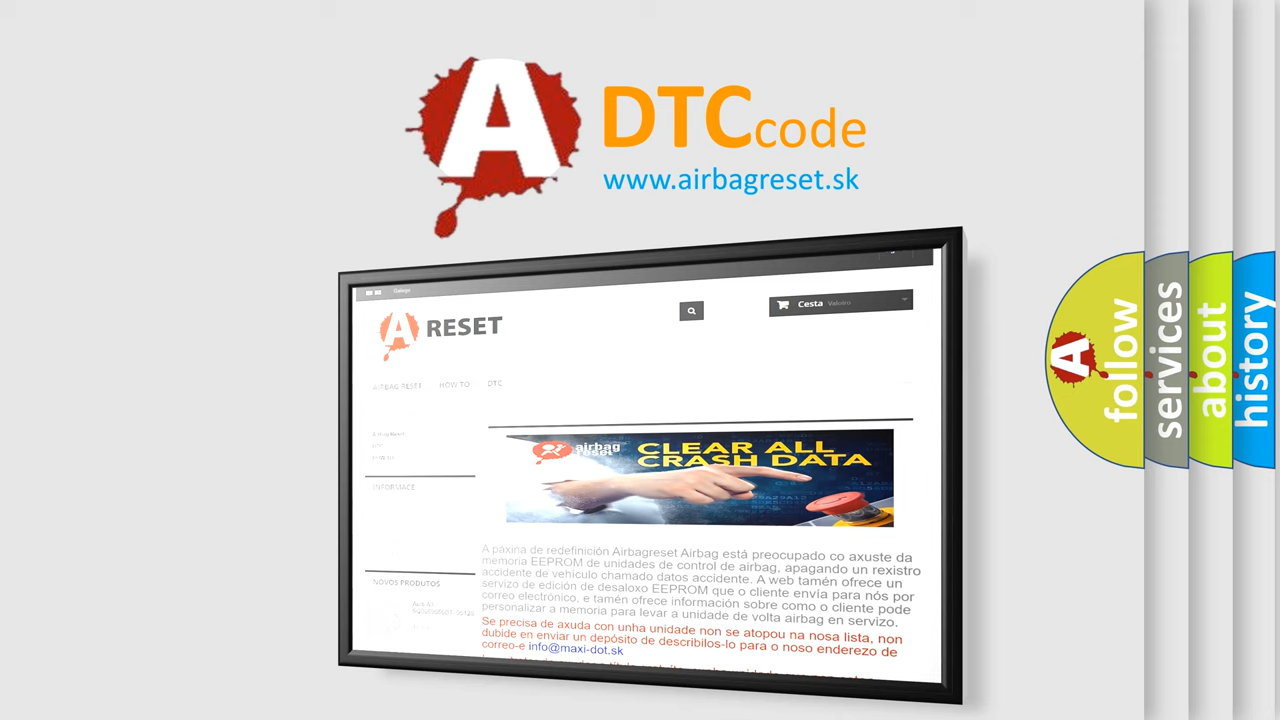 A DTCcode
www.airbagreset.sk
Galego
A RESET
Cesta Valeiro
AIRBAG RESET HOW TO DTC
INFORMACE
NOVOS PRODUTOS
airbag
reset
CLEAR ALL
CRASH DATA
A páxina de redefinición Airbagreset Airbag está preocupado co axuste da
memoria EEPROM de unidades de control de airbag, apagando un rexistro
accidente de vehículo chamado datos accidente. A web tamén ofrece un
servizo de edición de desaloxo EEPROM que o cliente envía para nós por
correo electrónico, e tamén ofrece información sobre como o cliente pode
personalizar a memoria para levar a unidade de volta airbag en servizo.
Se precisa de axuda con unha unidade non se atopou na nosa lista, non
dubide en enviar un depósito de describilos-lo para o noso enderezo de
correo-e info@maxi-dot.sk
A follow
services
about
history